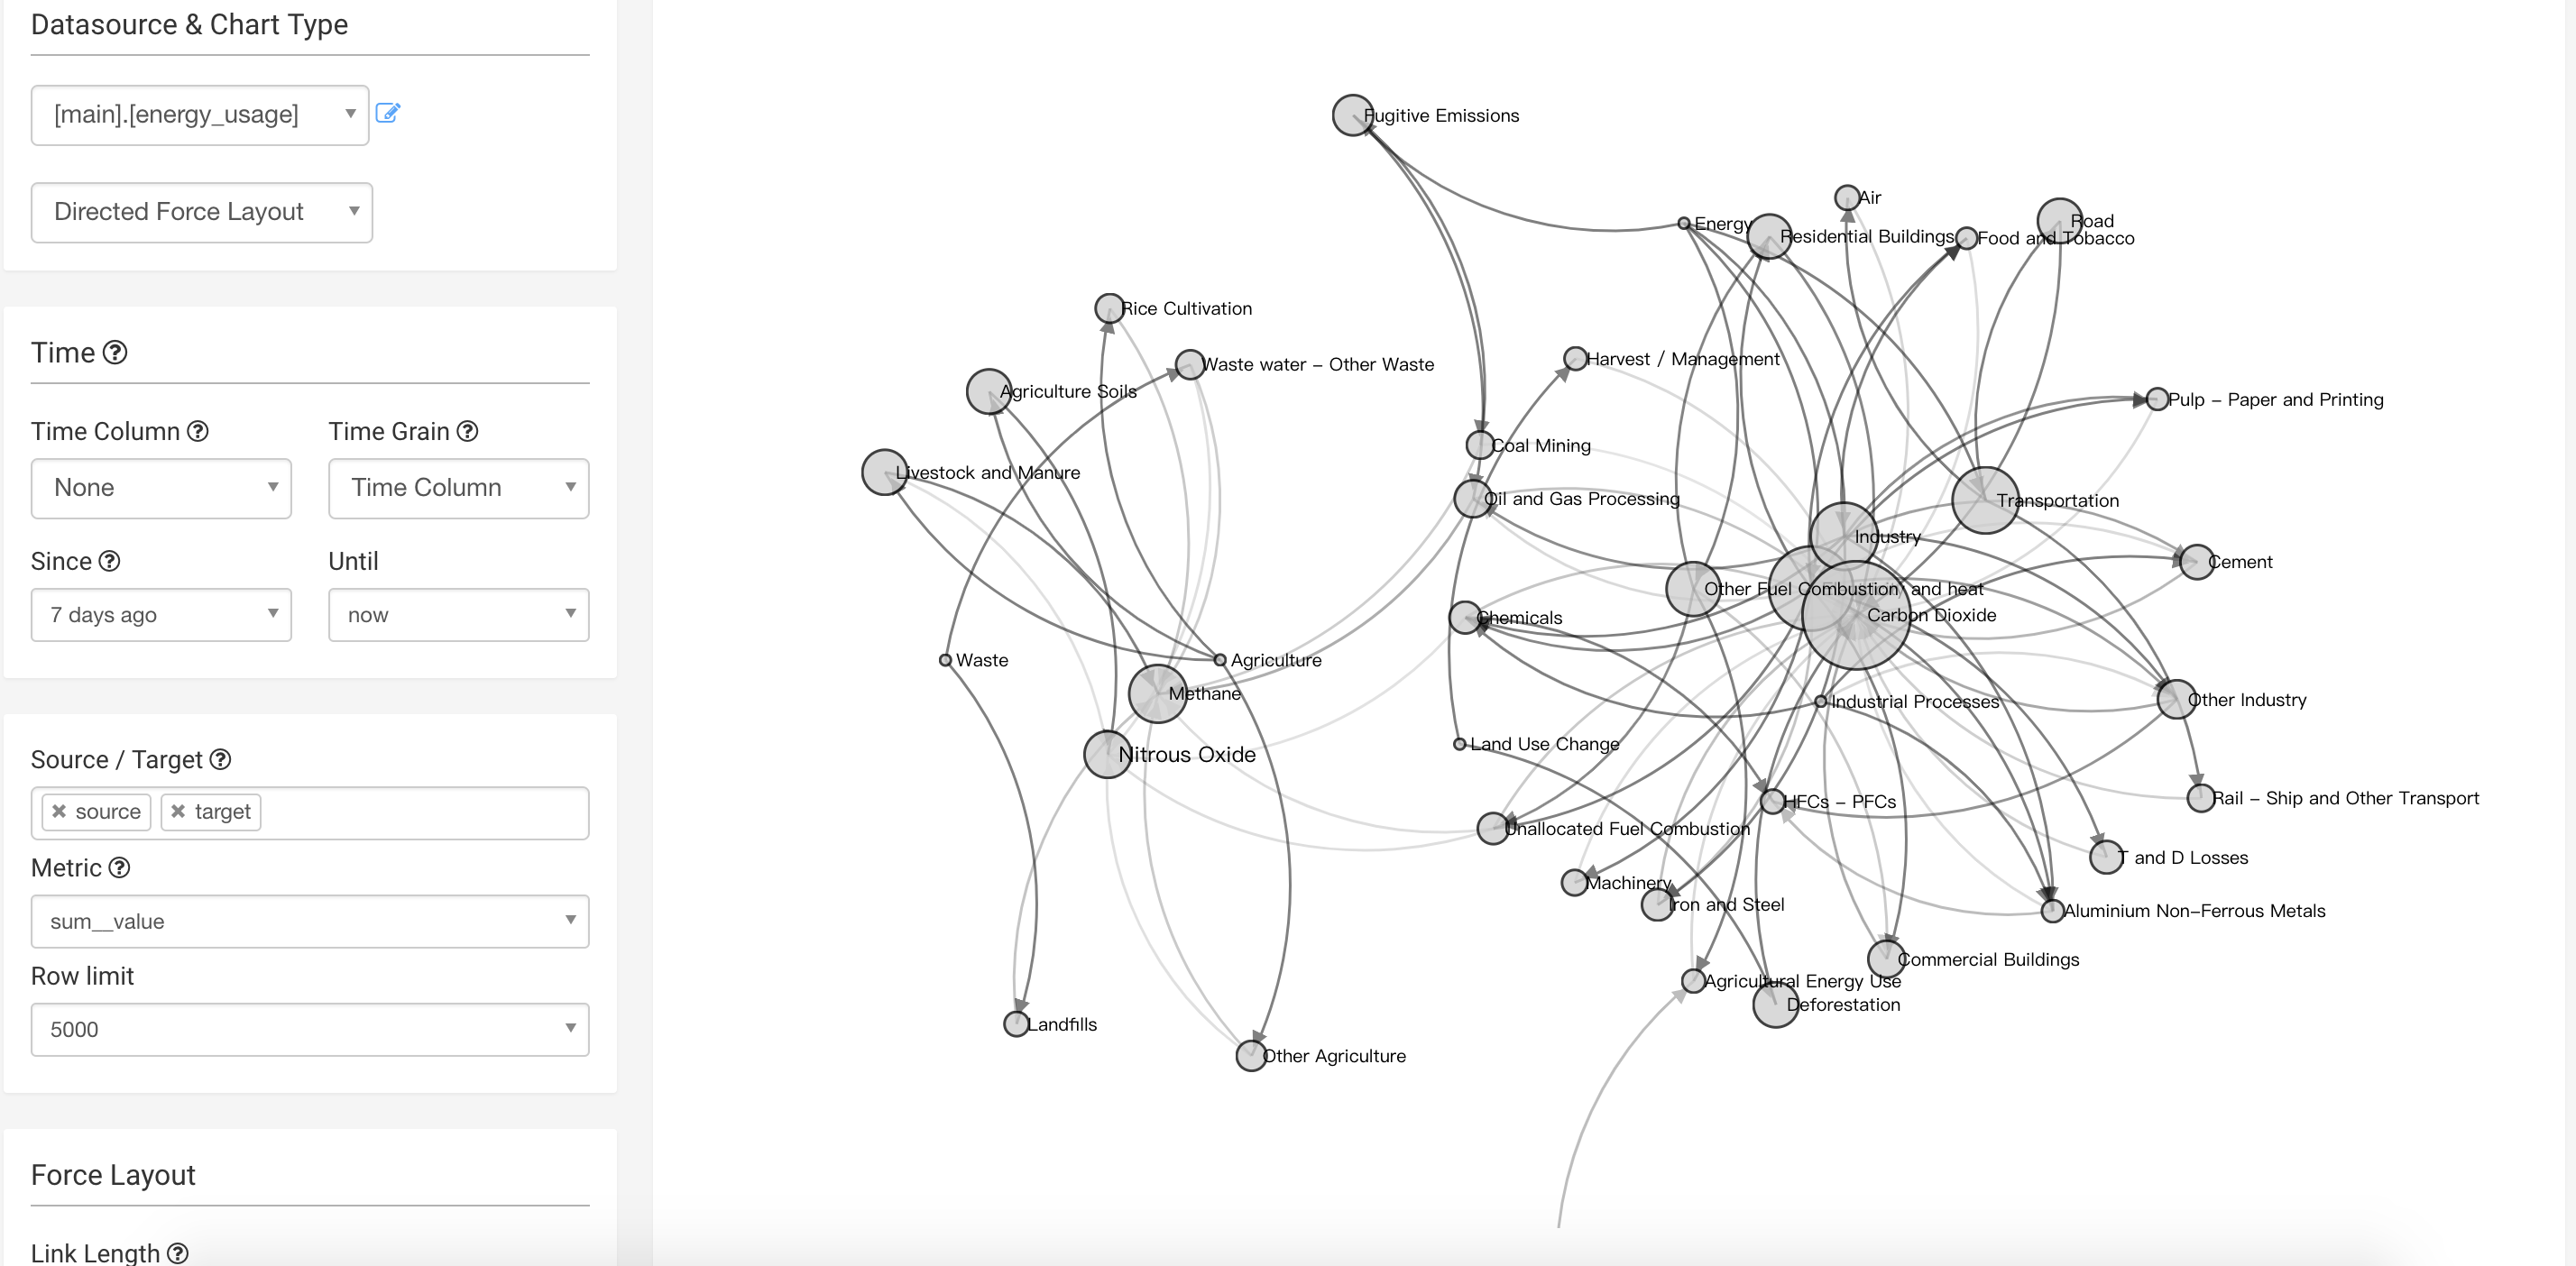 Datasource & Chart Type
[main].[energy_usage]
Directed Force Layout
Time
Time Column
Time Grain
None
Time Column
Since
Until
7 days ago
now
Source / Target
source
target
Metric
sum__value
Row limit
5000
Force Layout
Link Length
Fugitive Emissions
Air
Energy
Residential Buildings
Road
Food and Tobacco
Rice Cultivation
Waste water - Other Waste
Harvest / Management
Agriculture Soils
Pulp - Paper and Printing
Coal Mining
Livestock and Manure
Oil and Gas Processing
Transportation
Industry
Cement
Other Fuel Combustion
and heat
Carbon Dioxide
Chemicals
Waste
Agriculture
Methane
Industrial Processes
Other Industry
Land Use Change
Nitrous Oxide
HFCs - PFCs
Rail - Ship and Other Transport
Unallocated Fuel Combustion
T and D Losses
Machinery
Iron and Steel
Aluminium Non-Ferrous Metals
Commercial Buildings
Agricultural Energy Use
Deforestation
Landfills
Other Agriculture